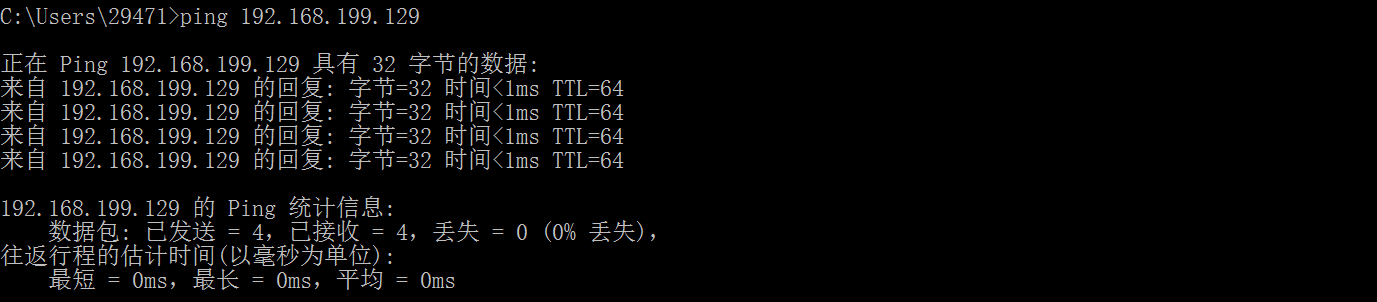 C:\Users\29471>ping 192.168.199.129
正在 Ping 192.168.199.129 具有 32 字节的数据:
来自 192.168.199.129 的回复: 字节=32 时间<1ms TTL=64
来自 192.168.199.129 的回复: 字节=32 时间<1ms TTL=64
来自 192.168.199.129 的回复: 字节=32 时间<1ms TTL=64
来自 192.168.199.129 的回复: 字节=32 时间<1ms TTL=64
192.168.199.129 的 Ping 统计信息:
数据包: 已发送 = 4，已接收 = 4，丢失 = 0 (0% 丢失)，
往返行程的估计时间(以毫秒为单位):
最短 = 0ms，最长 = 0ms，平均 = 0ms